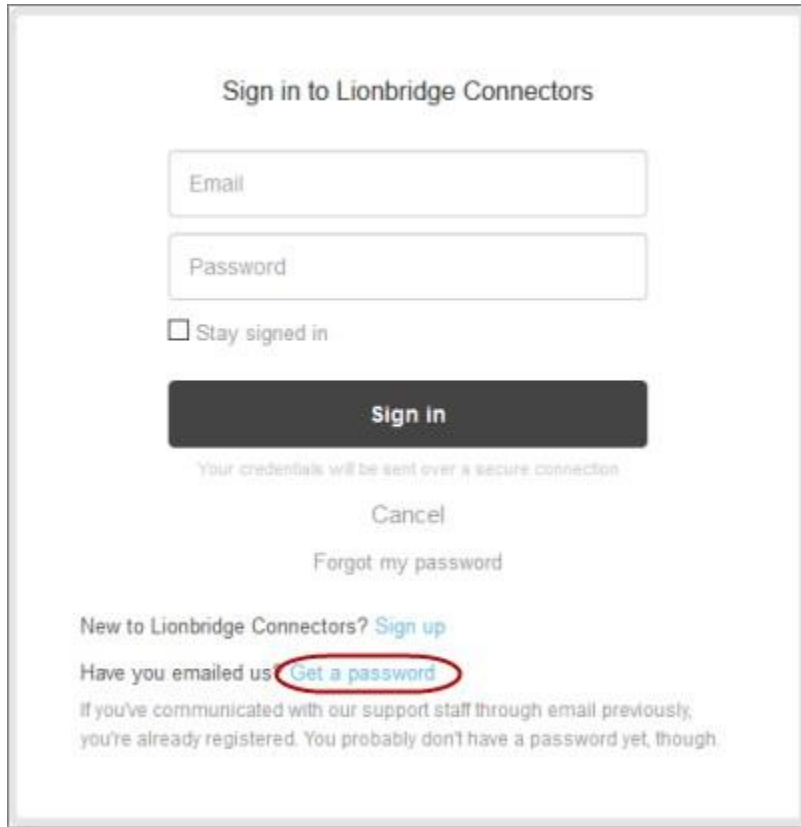 Sign in to Lionbridge Connectors
Email
Password
Stay signed in
Sign in
Your credentials will be sent over a secure connection
Cancel
Forgot my password
New to Lionbridge Connectors? Sign up
Have you emailed us? Get a password
If you've communicated with our support staff through email previously,
you're already registered. You probably don't have a password yet, though.